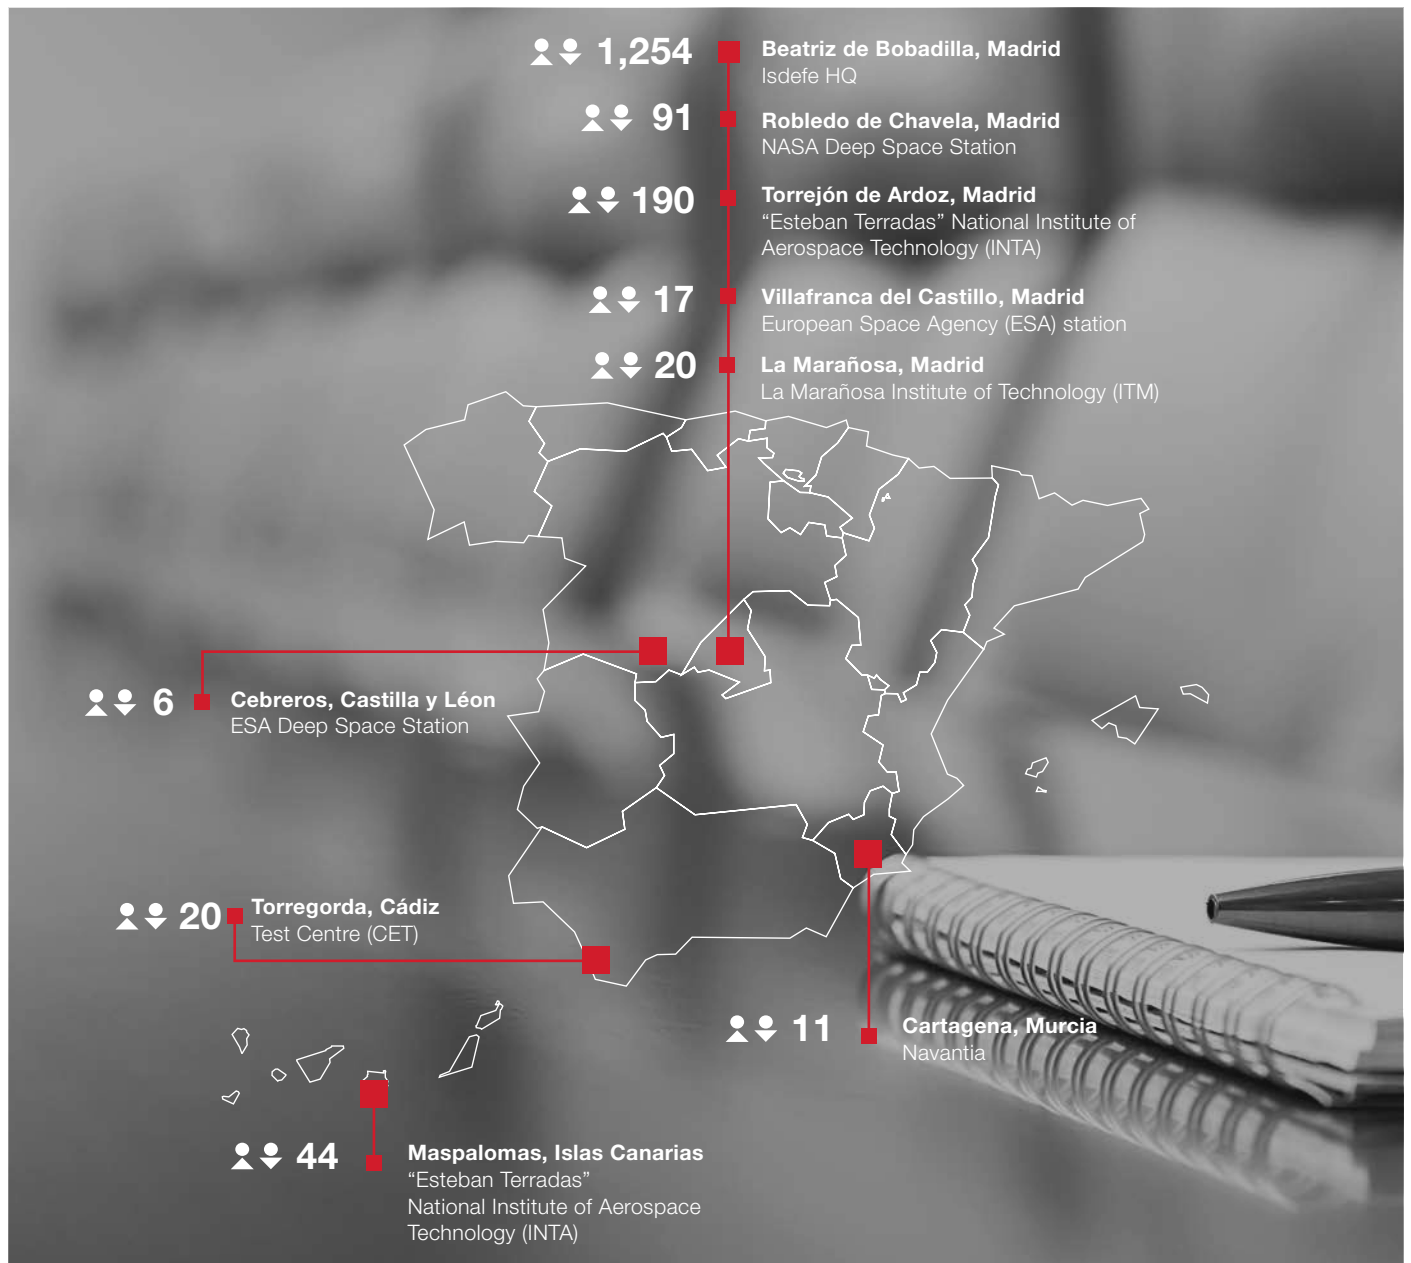 1,254
Beatriz de Bobadilla, Madrid
Isdefe HQ
91
Robledo de Chavela, Madrid
NASA Deep Space Station
190
Torrejón de Ardoz, Madrid
“Esteban Terradas” National Institute of
Aerospace Technology (INTA)
17
Villafranca del Castillo, Madrid
European Space Agency (ESA) station
20
La Marañosa, Madrid
La Marañosa Institute of Technology (ITM)
6
Cebreros, Castilla y Léon
ESA Deep Space Station
20
Torregorda, Cádiz
Test Centre (CET)
11
Cartagena, Murcia
Navantia
44
Maspalomas, Islas Canarias
“Esteban Terradas”
National Institute of Aerospace
Technology (INTA)